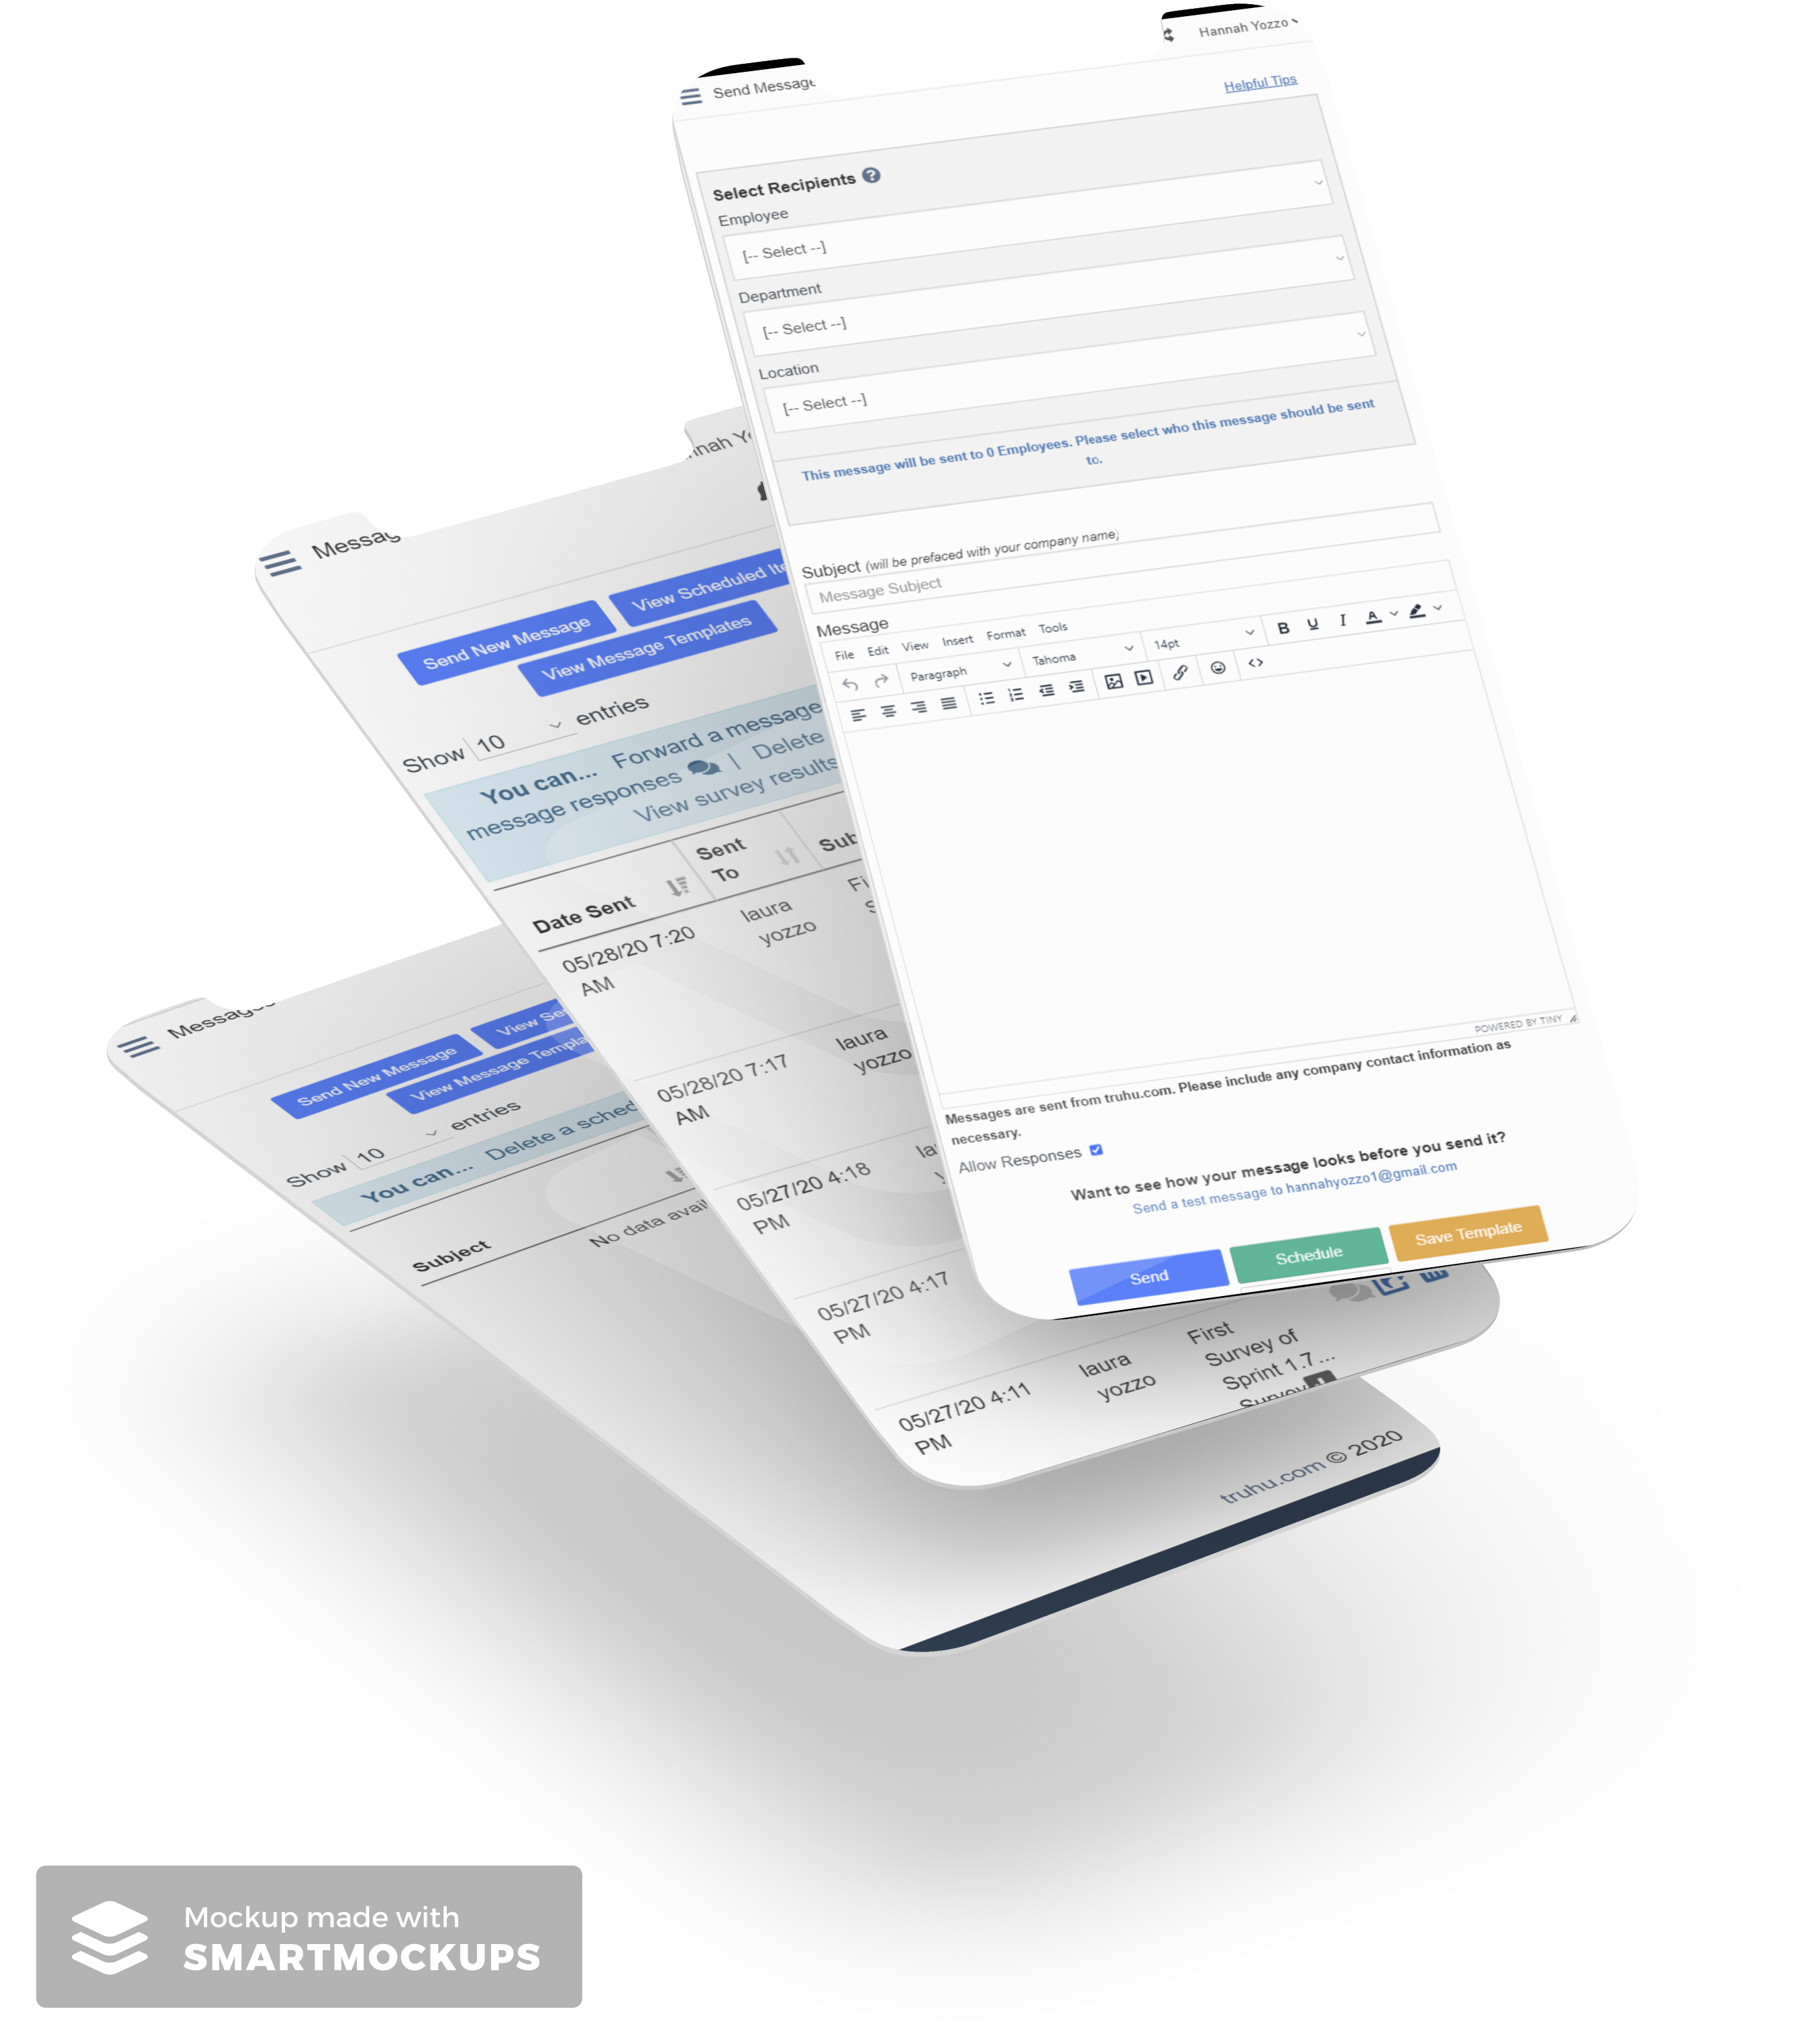 Send Message
Hannah Yozzo
Helpful Tips
Select Recipients ?
Employee
[-- Select --]
Department
[-- Select --]
Location
[-- Select --]
This message will be sent to 0 Employees. Please select who this message should be sent
to.
Subject (will be prefaced with your company name)
Message Subject
Message
File Edit View Insert Format Tools
Paragraph Tahoma 14pt B U I A
POWERED BY TINY
Messages are sent from truhu.com. Please include any company contact information as
necessary.
Allow Responses
Want to see how your message looks before you send it?
Send a test message to hannahyozzo1@gmail.com
Send Schedule Save Template
Send New Message
View Scheduled
View Message Templates
Show 10 entries
You can... Forward a message
message responses | Delete
View survey results
Date Sent
Sent
To
05/28/20 7:20
AM
laura
yozzo
05/28/20 7:17
AM
laura
yozzo
05/27/20 4:18
PM
05/27/20 4:17
PM
05/27/20 4:11
PM
laura
yozzo
First
Survey of
Sprint 1.7...
Survey
Messages
Send New Message
View
View Message
Show 10 entries
You can... Delete a
Subject
No data
truhu.com © 2020
Mockup made with
SMARTMOCKUPS